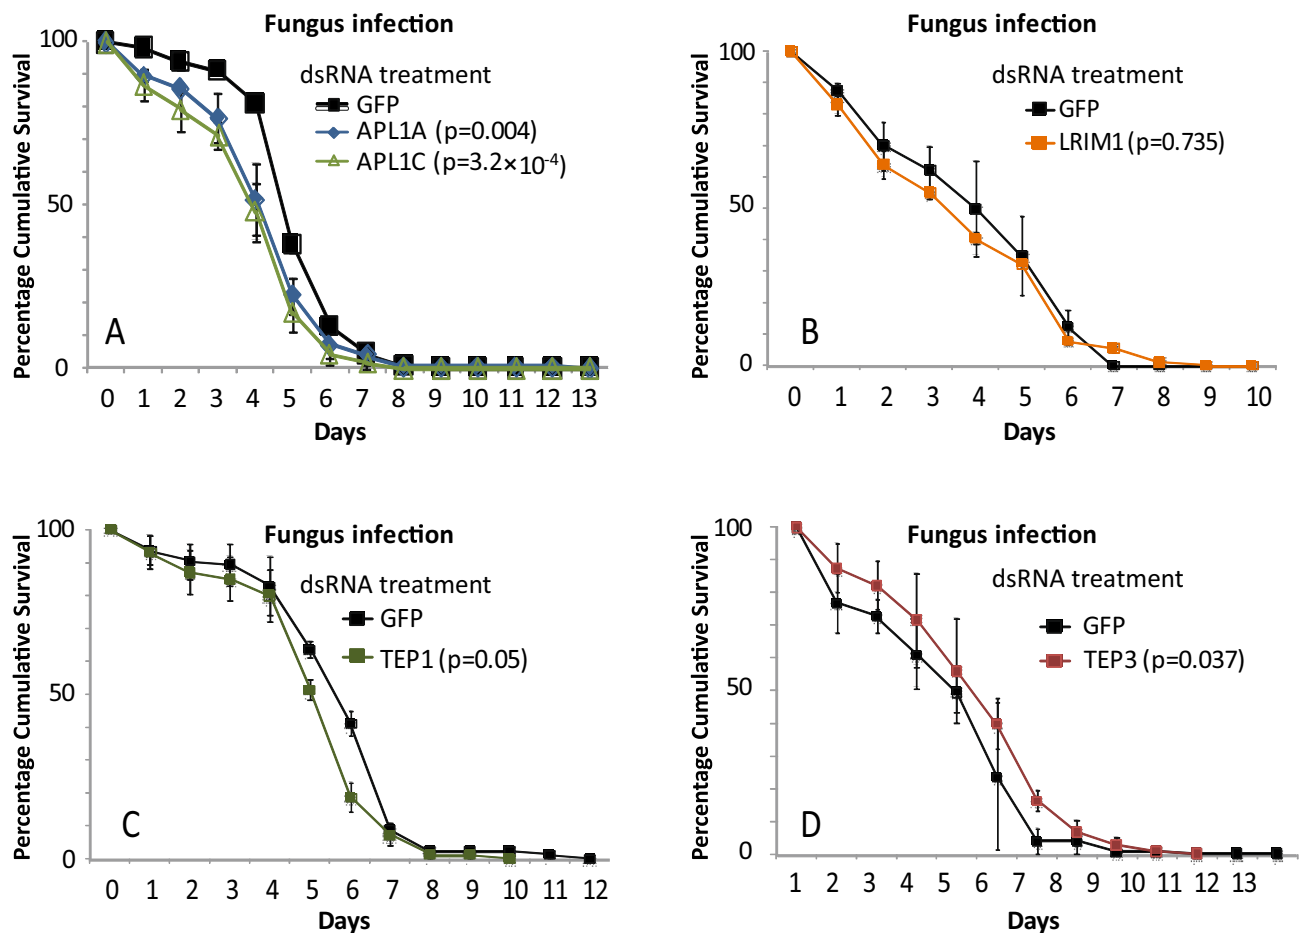 Fungus infection
Percentage Cumulative Survival
100
50
0
dsRNA treatment
GFP
APL1A (p=0.004)
APL1C (p=3.2×10-4)
A
0 1 2 3 4 5 6 7 8 9 10 11 12 13
Days
Fungus infection
Percentage Cumulative Survival
100
50
0
dsRNA treatment
GFP
LRIM1 (p=0.735)
B
0 1 2 3 4 5 6 7 8 9 10
Days
Fungus infection
Percentage Cumulative Survival
100
50
0
dsRNA treatment
GFP
TEP1 (p=0.05)
C
0 1 2 3 4 5 6 7 8 9 10 11 12
Days
Fungus infection
Percentage Cumulative Survival
100
50
0
dsRNA treatment
GFP
TEP3 (p=0.037)
D
1 2 3 4 5 6 7 8 9 10 11 12 13
Days